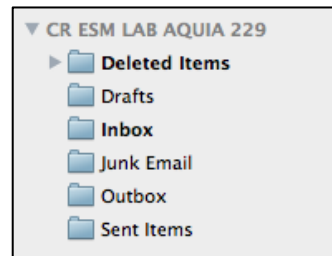 CR ESM LAB AQUIA 229
Deleted Items
Drafts
Inbox
Junk Email
Outbox
Sent Items